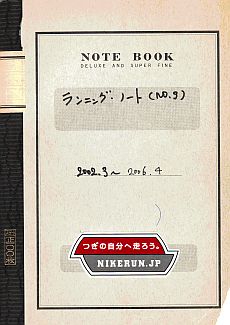 NOTE BOOK
DELUXE AND SUPER FINE
ランニング・ノート (NO.9)
2002.3~ 2006.4
つぎの自分へ走ろう。
NIKERUN.JP